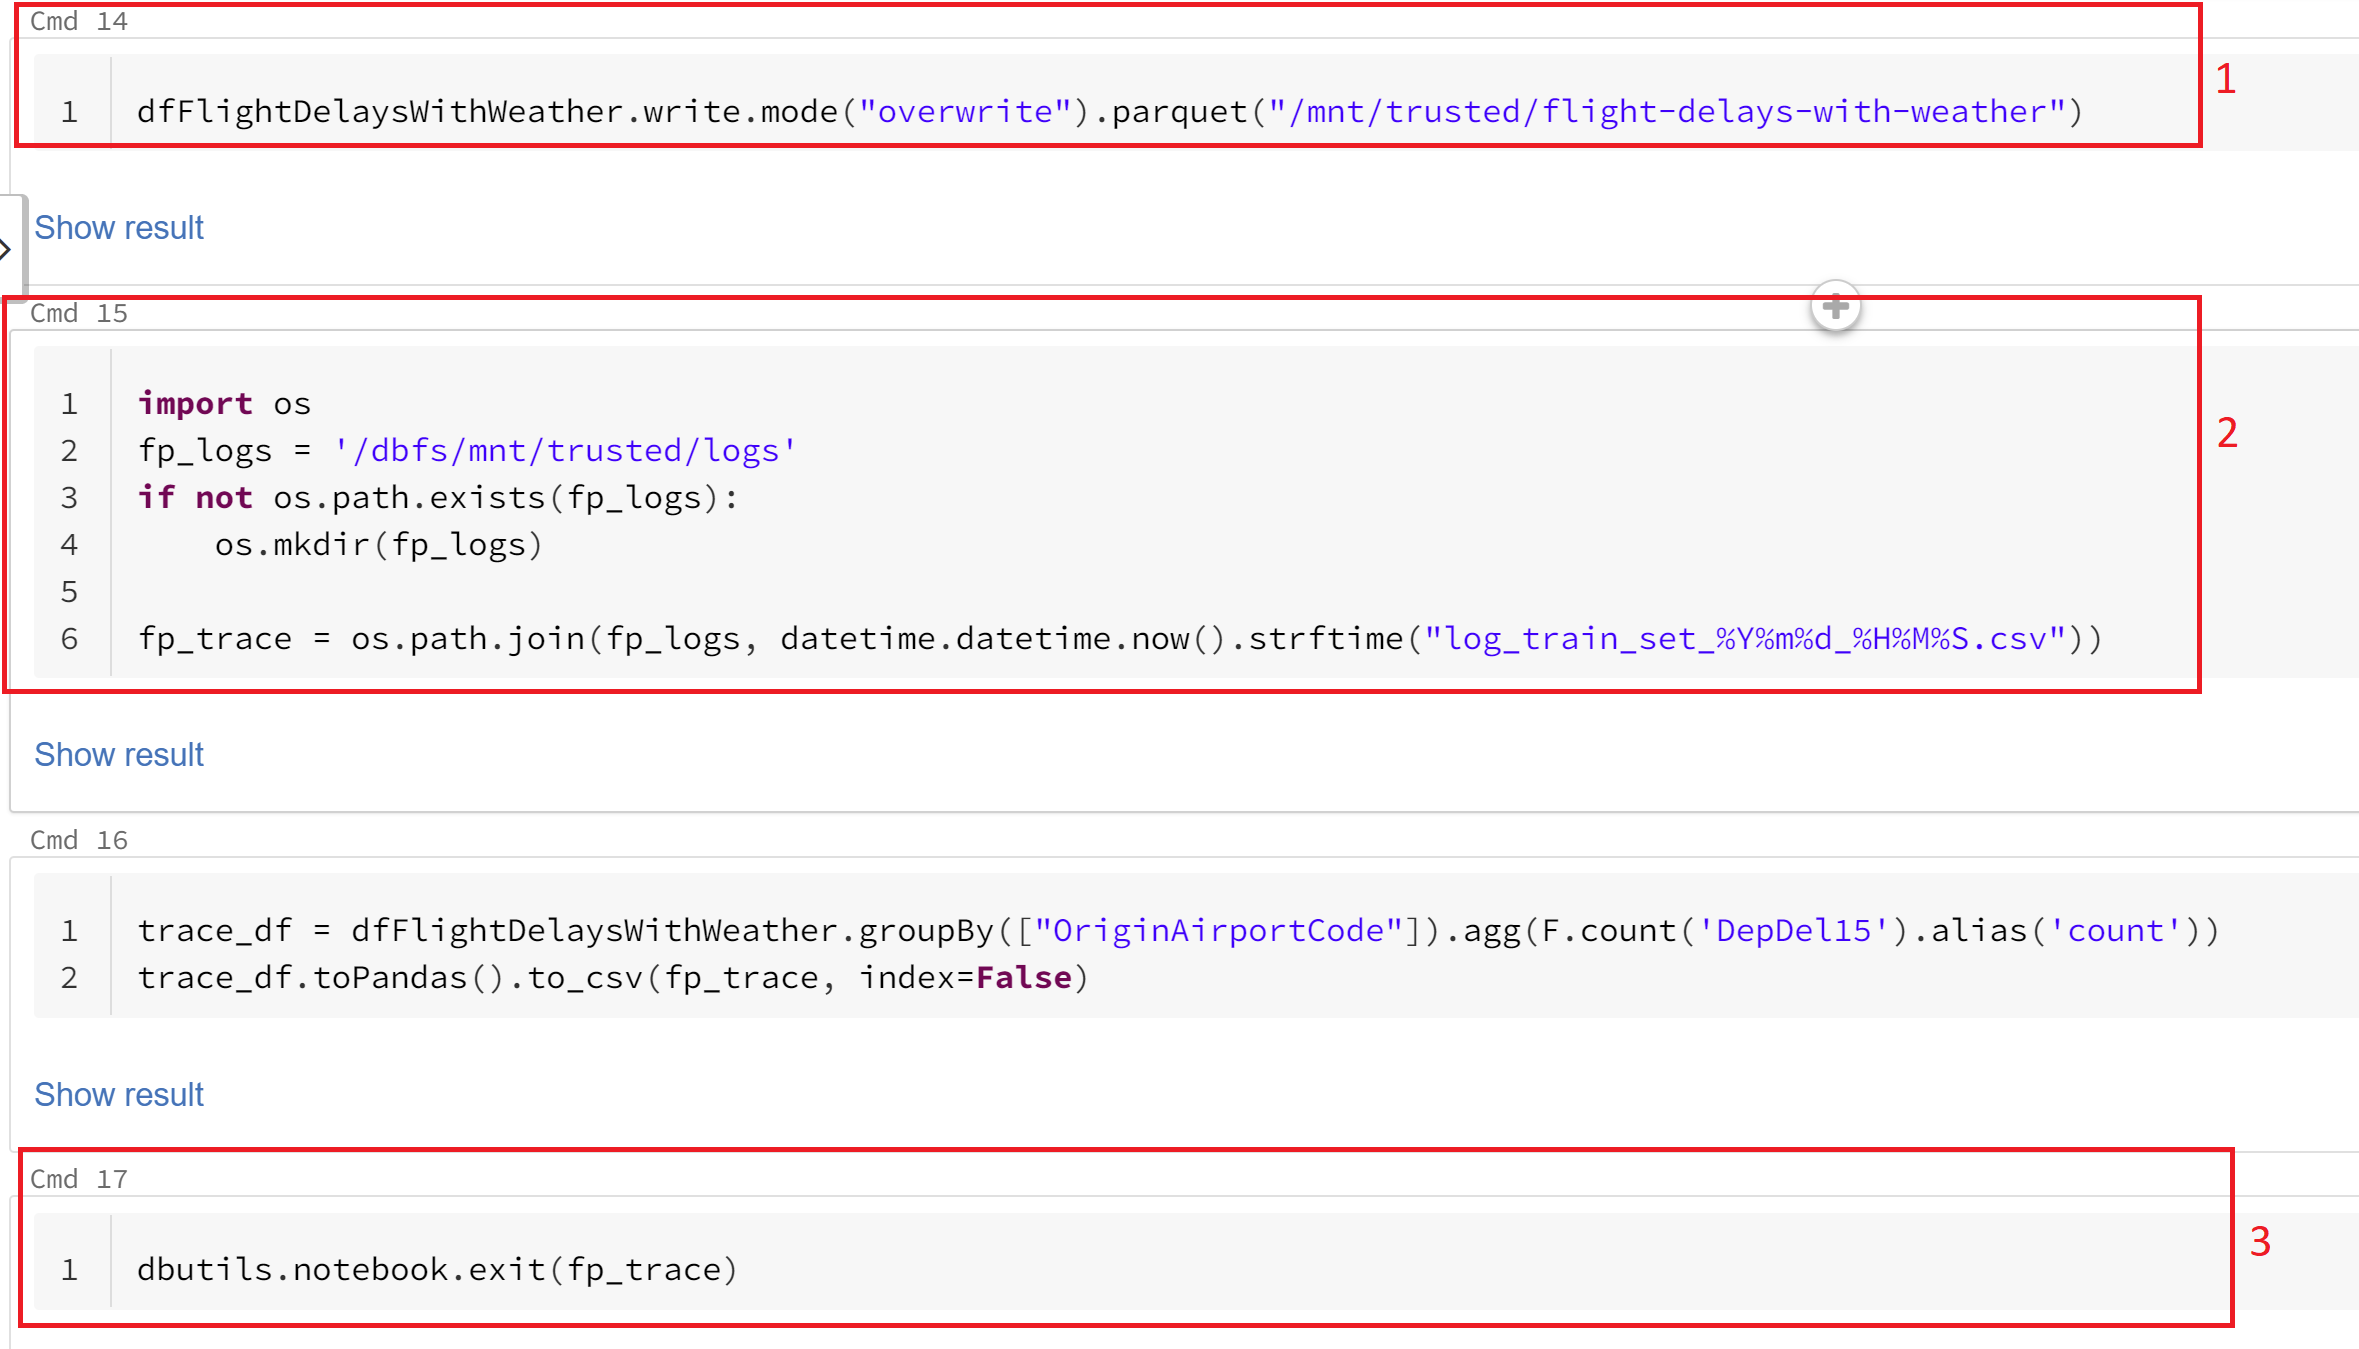 Cmd 14
1 dfFlightDelaysWithWeather.write.mode("overwrite").parquet("/mnt/trusted/flight-delays-with-weather")
1
Show result
Cmd 15
1 import os
2 fp_logs = '/dbfs/mnt/trusted/logs'
2
3 if not os.path.exists(fp_logs):
4     os.mkdir(fp_logs)
5
6 fp_trace = os.path.join(fp_logs, datetime.datetime.now().strftime("log_train_set_%Y%m%d_%H%M%S.csv"))
Show result
Cmd 16
1 trace_df = dfFlightDelaysWithWeather.groupBy(["OriginAirportCode"]).agg(F.count('DepDel15').alias('count'))
2 trace_df.toPandas().to_csv(fp_trace, index=False)
Show result
Cmd 17
1 dbutils.notebook.exit(fp_trace)
3